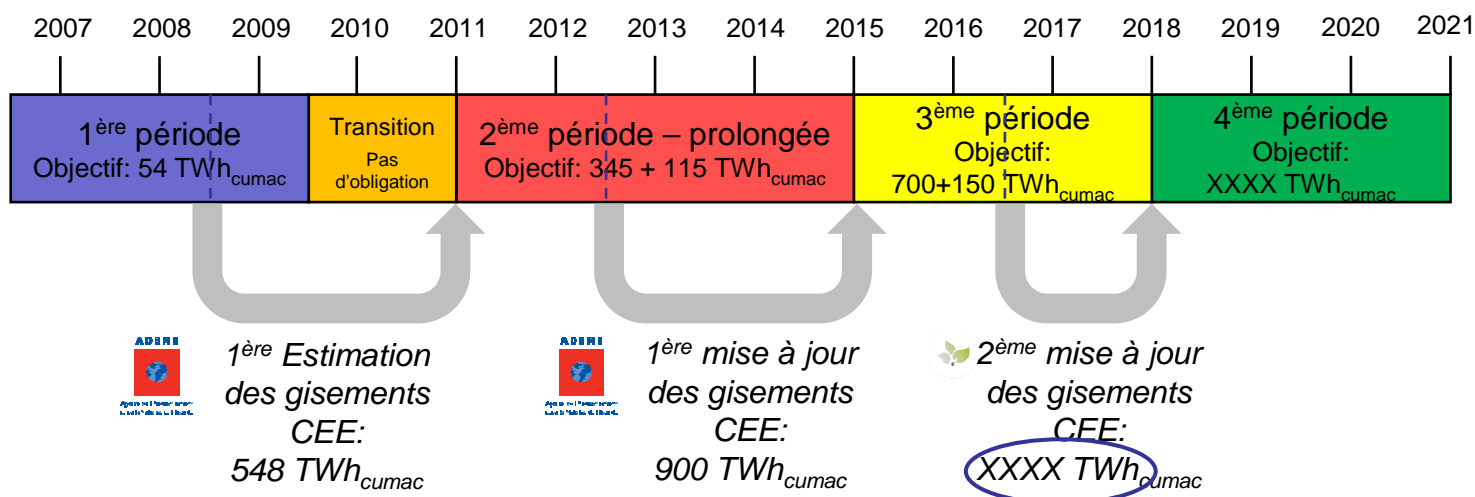 2007 2008 2009 2010 2011 2012 2013 2014 2015 2016 2017 2018 2019 2020 2021
1ère période
Objectif: 54 TWhcumac
Transition
Pas
d'obligation
2ème période – prolongée
Objectif: 345 + 115 TWhcumac
3ème période
Objectif:
700+150 TWhcumac
4ème période
Objectif:
XXXX TWhcumac
ADEME
1ère Estimation
des gisements
CEE:
548 TWhcumac
ADEME
1ère mise à jour
des gisements
CEE:
900 TWhcumac
2ème mise à jour
des gisements
CEE:
XXXX TWhcumac